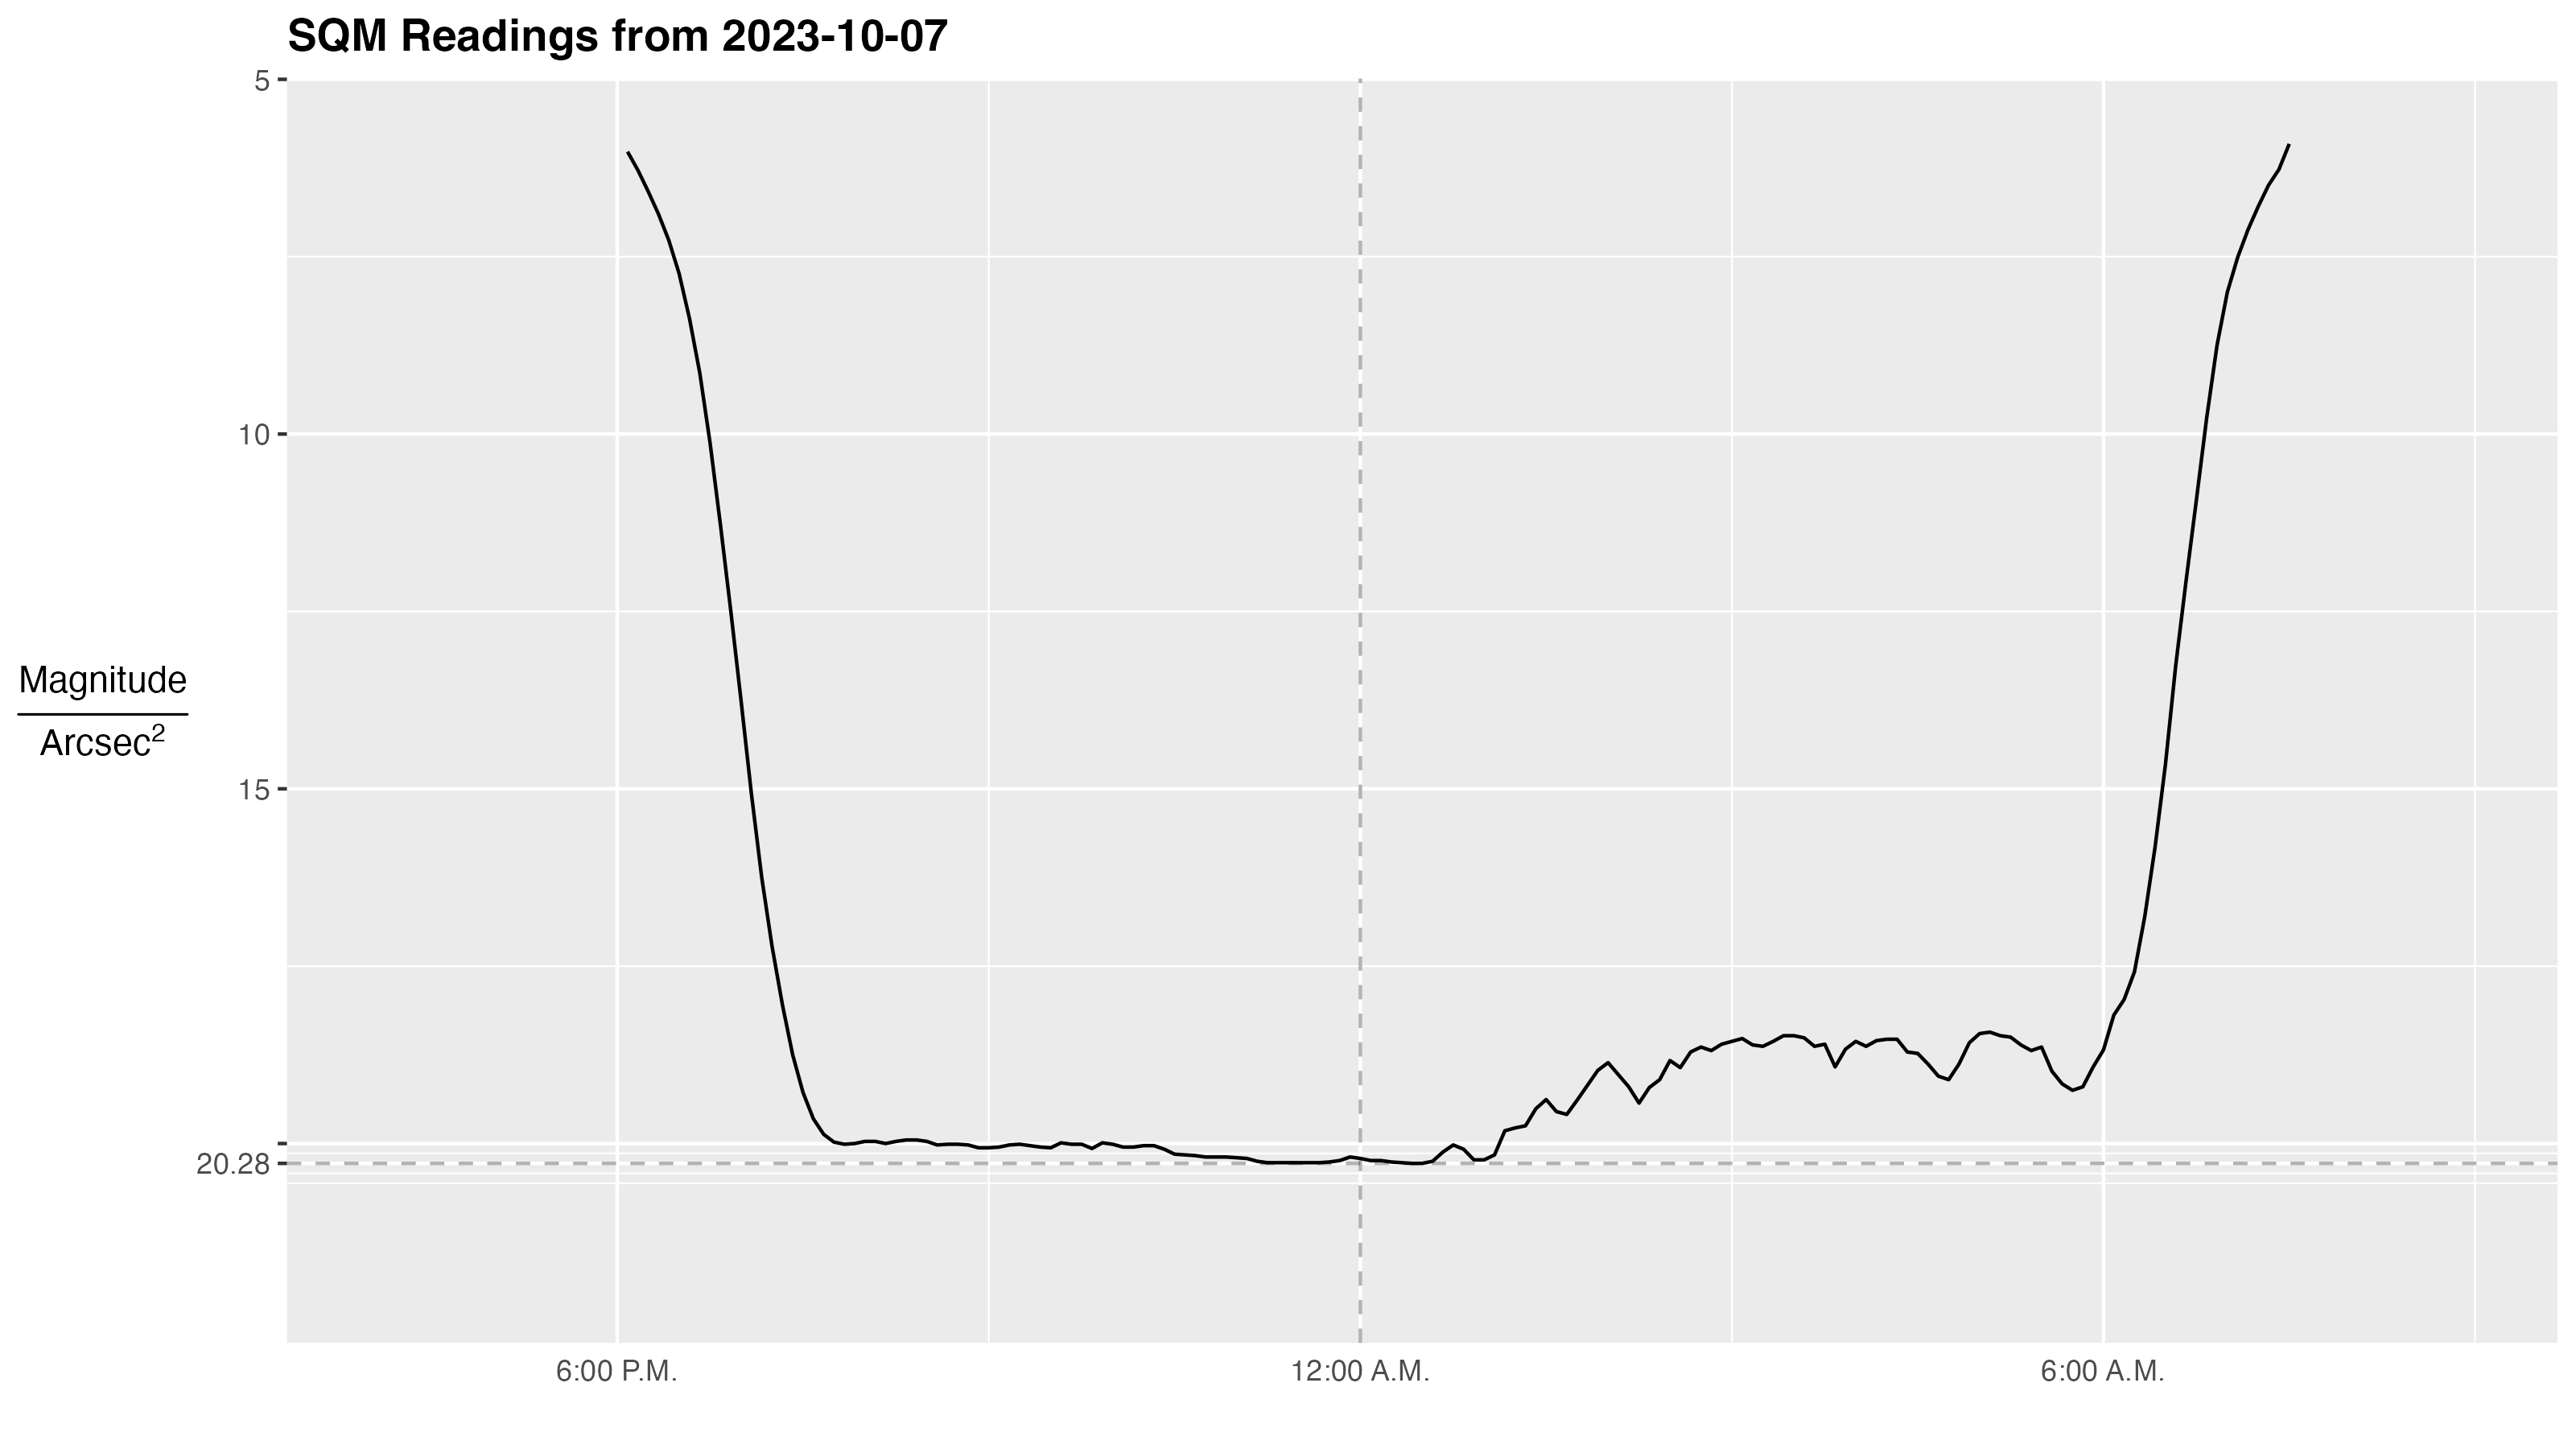 SQM Readings from 2023-10-07
5
10
15
20.28
Magnitude
Arcsec²
6:00 P.M.
12:00 A.M.
6:00 A.M.